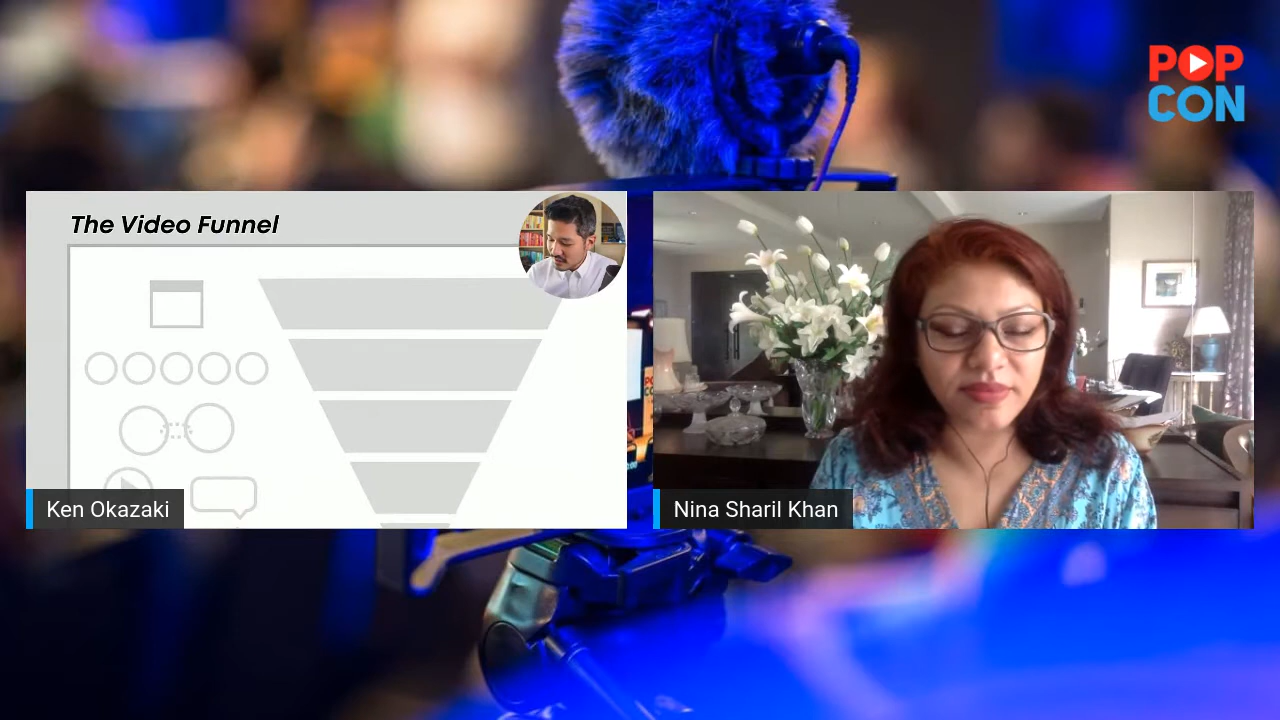 POP
CON
The Video Funnel
Ken Okazaki
Nina Sharil Khan